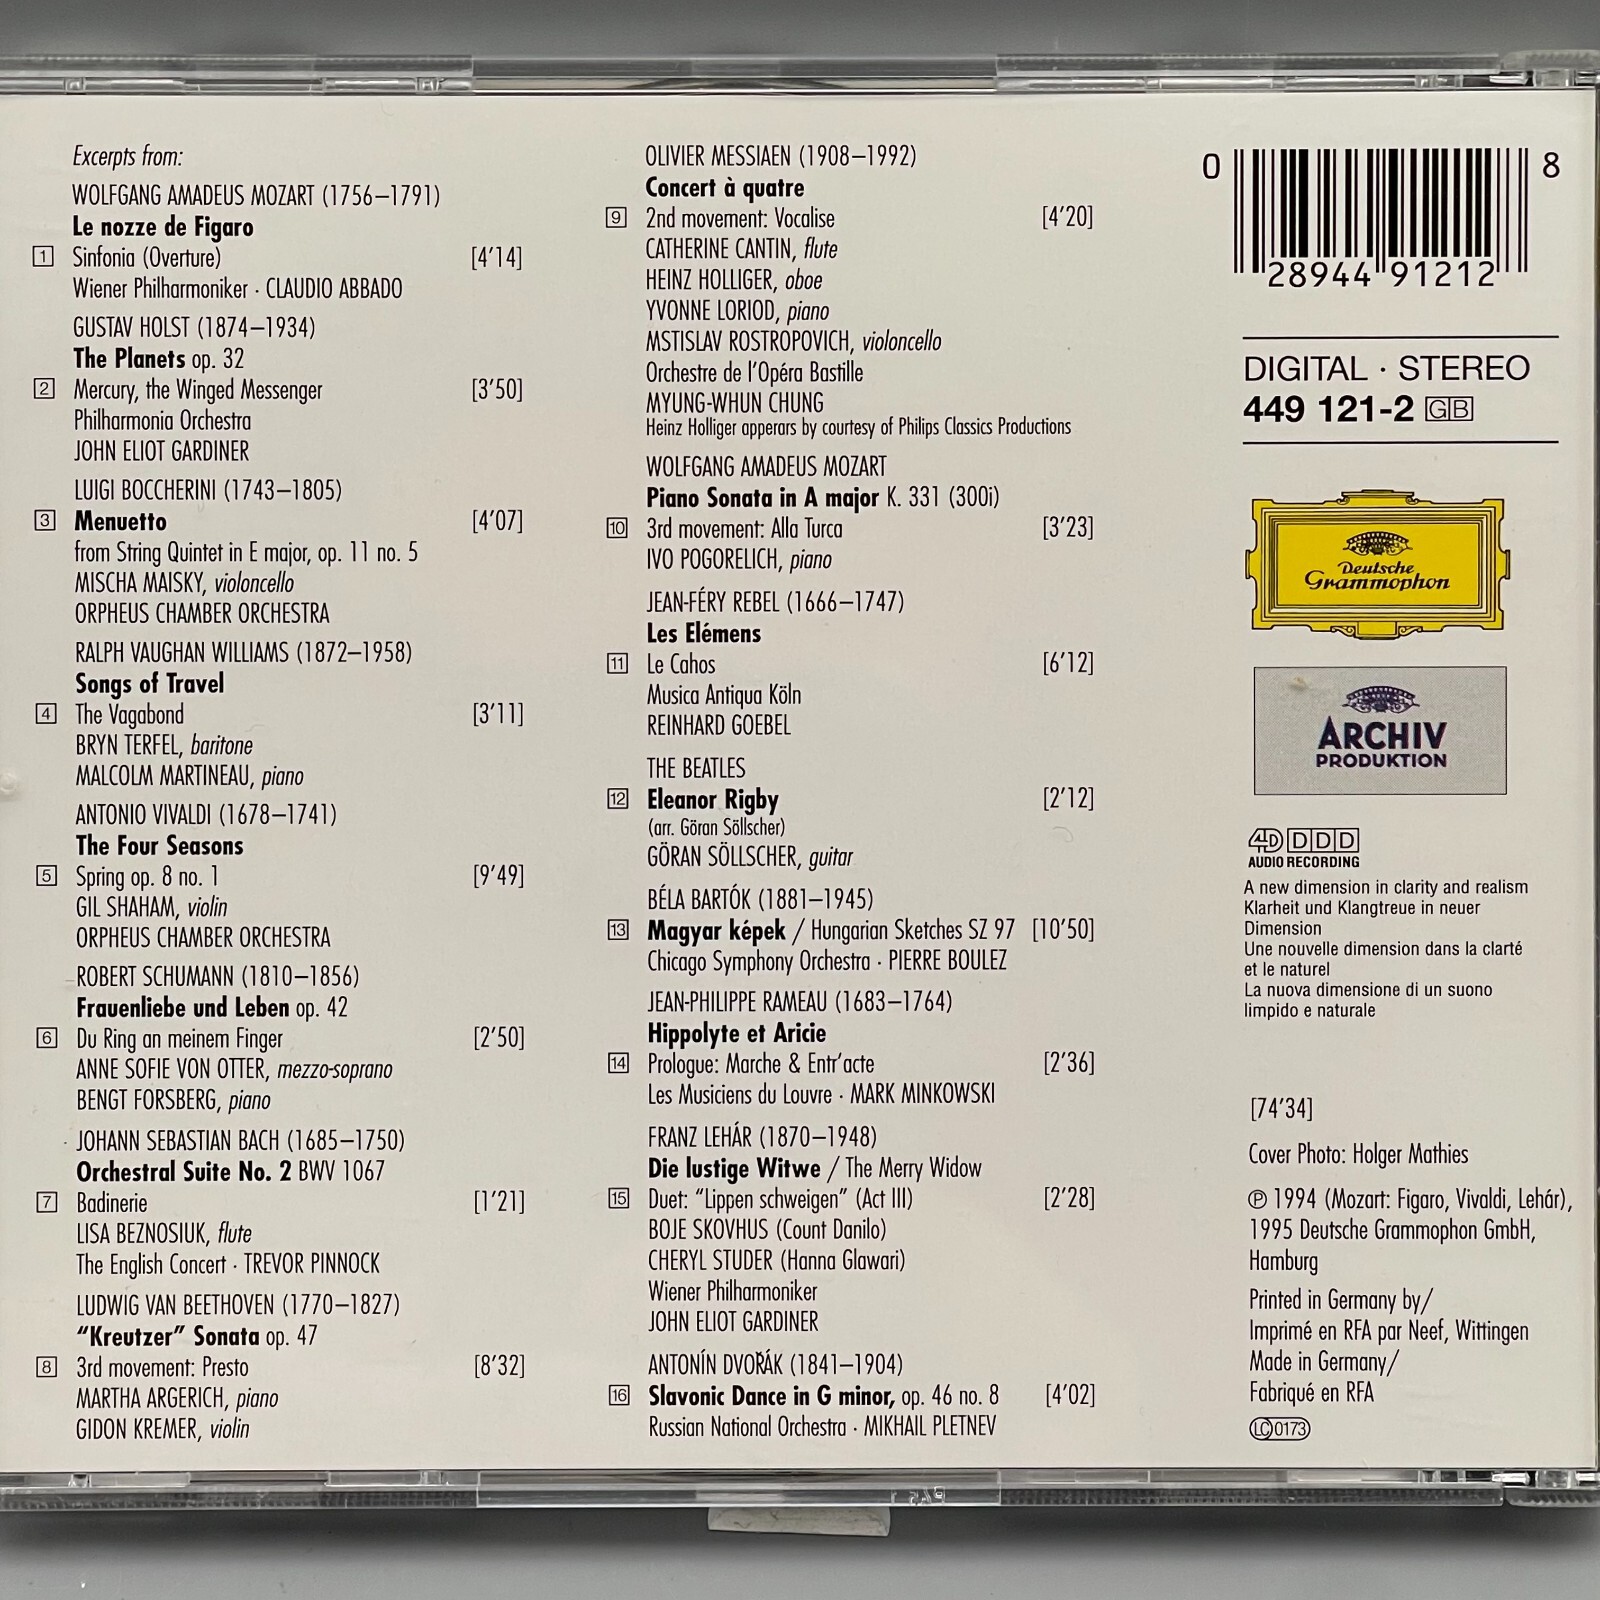 Excerpts from:
WOLFGANG AMADEUS MOZART (1756–1791)
Le nozze de Figaro
1 Sinfonia (Overture) [4'14]
Wiener Philharmoniker · CLAUDIO ABBADO
GUSTAV HOLST (1874–1934)
The Planets op. 32
2 Mercury, the Winged Messenger [3'50]
Philharmonia Orchestra
JOHN ELIOT GARDINER
LUIGI BOCCHERINI (1743–1805)
3 Menuetto [4'07]
from String Quintet in E major, op. 11 no. 5
MISCHA MAISKY, violoncello
ORPHEUS CHAMBER ORCHESTRA
RALPH VAUGHAN WILLIAMS (1872–1958)
Songs of Travel
4 The Vagabond [3'11]
BRYN TERFEL, baritone
MALCOLM MARTINEAU, piano
ANTONIO VIVALDI (1678–1741)
The Four Seasons
5 Spring op. 8 no. 1 [9'49]
GIL SHAHAM, violin
ORPHEUS CHAMBER ORCHESTRA
ROBERT SCHUMANN (1810–1856)
Frauenliebe und Leben op. 42
6 Du Ring an meinem Finger [2'50]
ANNE SOFIE VON OTTER, mezzo-soprano
BENGT FORSBERG, piano
JOHANN SEBASTIAN BACH (1685–1750)
Orchestral Suite No. 2 BWV 1067
7 Badinerie [1'21]
LISA BEZNOSIUK, flute
The English Concert · TREVOR PINNOCK
LUDWIG VAN BEETHOVEN (1770–1827)
"Kreutzer" Sonata op. 47
8 3rd movement: Presto [8'32]
MARTHA ARGERICH, piano
GIDON KREMER, violin
OLIVIER MESSIAEN (1908–1992)
Concert à quatre
9 2nd movement: Vocalise [4'20]
CATHERINE CANTIN, flute
HEINZ HOLLIGER, oboe
YVONNE LORIOD, piano
MSTISLAV ROSTROPOVICH, violoncello
Orchestre de l'Opéra Bastille
MYUNG-WHUN CHUNG
Heinz Holliger apperars by courtesy of Philips Classics Productions
WOLFGANG AMADEUS MOZART
Piano Sonata in A major K. 331 (300i)
10 3rd movement: Alla Turca [3'23]
IVO POGORELICH, piano
JEAN-FÉRY REBEL (1666–1747)
Les Elémens
11 Le Cahos [6'12]
Musica Antiqua Köln
REINHARD GOEBEL
THE BEATLES
12 Eleanor Rigby [2'12]
(arr. Göran Söllscher)
GÖRAN SÖLLSCHER, guitar
BÉLA BARTÓK (1881–1945)
13 Magyar képek / Hungarian Sketches SZ 97 [10'50]
Chicago Symphony Orchestra · PIERRE BOULEZ
JEAN-PHILIPPE RAMEAU (1683–1764)
Hippolyte et Aricie
14 Prologue: Marche & Entr'acte [2'36]
Les Musiciens du Louvre · MARK MINKOWSKI
FRANZ LEHÁR (1870–1948)
Die lustige Witwe / The Merry Widow
15 Duet: "Lippen schweigen" (Act III) [2'28]
BOJE SKOVHUS (Count Danilo)
CHERYL STUDER (Hanna Glawari)
Wiener Philharmoniker
JOHN ELIOT GARDINER
ANTONÍN DVOŘÁK (1841–1904)
16 Slavonic Dance in G minor, op. 46 no. 8 [4'02]
Russian National Orchestra · MIKHAIL PLETNEV
0 28944 91212 8
DIGITAL · STEREO
449 121-2 GB
Deutsche
Grammophon
ARCHIV
PRODUKTION
4D DDD
AUDIO RECORDING
A new dimension in clarity and realism
Klarheit und Klangtreue in neuer
Dimension
Une nouvelle dimension dans la clarté
et le naturel
La nuova dimensione di un suono
limpido e naturale
[74'34]
Cover Photo: Holger Mathies
℗ 1994 (Mozart: Figaro, Vivaldi, Lehár),
1995 Deutsche Grammophon GmbH,
Hamburg
Printed in Germany by/
Imprimé en RFA par Neef, Wittingen
Made in Germany/
Fabriqué en RFA
LC 0173